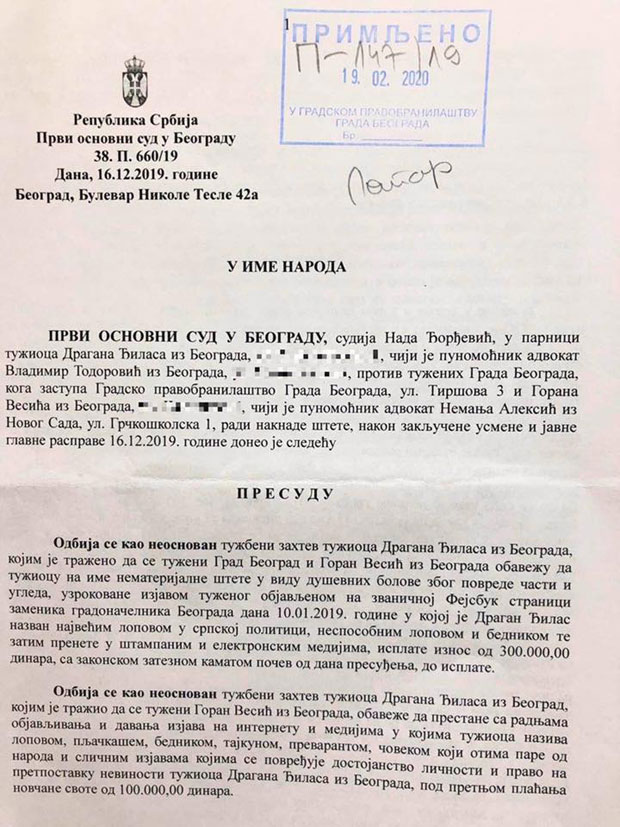 1
ПРИМЉЕНО
П-147/19
19. 02. 2020
У ГРАДСКОМ ПРАВОБРАНИЛАШТВУ
ГРАДА БЕОГРАДА
Бр.
Република Србија
Први основни суд у Београду
38. П. 660/19
Дана, 16.12.2019. године
Београд, Булевар Николе Тесле 42а
У ИМЕ НАРОДА
ПРВИ ОСНОВНИ СУД У БЕОГРАДУ, судија Нада Ђорђевић, у парници
тужиоца Драгана Ђиласа из Београда, , чији је пуномоћник адвокат
Владимир Тодоровић из Београда, , против тужених Града Београда,
кога заступа Градско правобранилаштво Града Београда, ул. Тиршова 3 и Горана
Весића из Београда, , чији је пуномоћник адвокат Немања Алексић из
Новог Сада, ул. Грчкошколска 1, ради накнаде штете, након закључене усмене и јавне
главне расправе 16.12.2019. године донео је следећу
П Р Е С У Д У
Одбија се као неоснован тужбени захтев тужиоца Драгана Ђиласа из Београда,
којим је тражено да се тужени Град Београд и Горан Весић из Београда обавежу да
тужиоцу на име нематеријалне штете у виду душевних болове због повреде части и
угледа, узроковане изјавом туженог објављеном на званичној Фејсбук страници
заменика градоначелника Београда дана 10.01.2019. године у којој је Драган Ђилас
назван највећим лоповом у српској политици, неспособним лоповом и бедником те
затим пренете у штампаним и електронским медијима, исплате износ од 300.000,00
динара, са законском затезном каматом почев од дана пресуђења, до исплате.
Одбија се као неоснован тужбени захтев тужиоца Драгана Ђиласа из Београд,
којим је тражио да се тужени Горан Весић из Београда, обавеже да престане са радњама
објављивања и давања изјава на интернету и медијима у којима тужиоца назива
лоповом, пљачкашем, бедником, тајкуном, преварантом, човеком који отима паре од
народа и сличним изјавама којима се повређује достојанство личности и право на
претпоставку невиности тужиоца Драгана Ђиласа из Београда, под претњом плаћања
новчане своте од 100.000,00 динара.